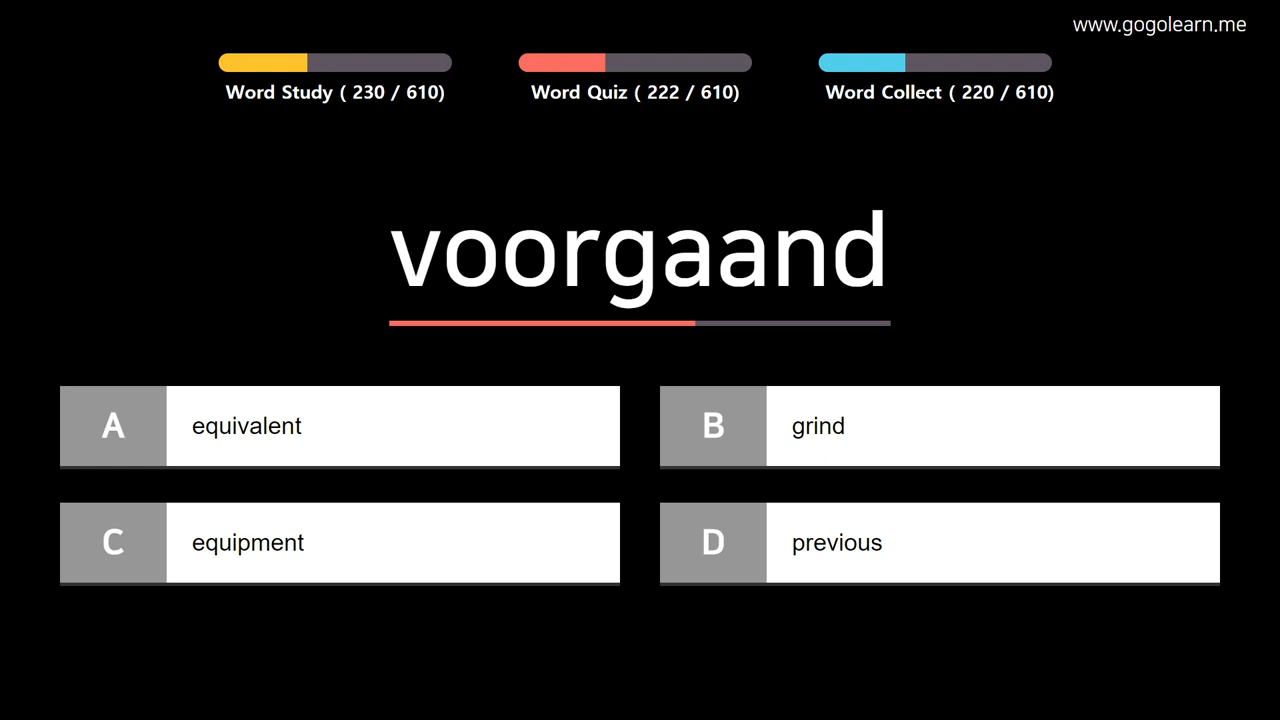 www.gogolearn.me
Word Study ( 230 / 610)
Word Quiz ( 222 / 610)
Word Collect ( 220 / 610)
voorgaand
A equivalent
B grind
C equipment
D previous